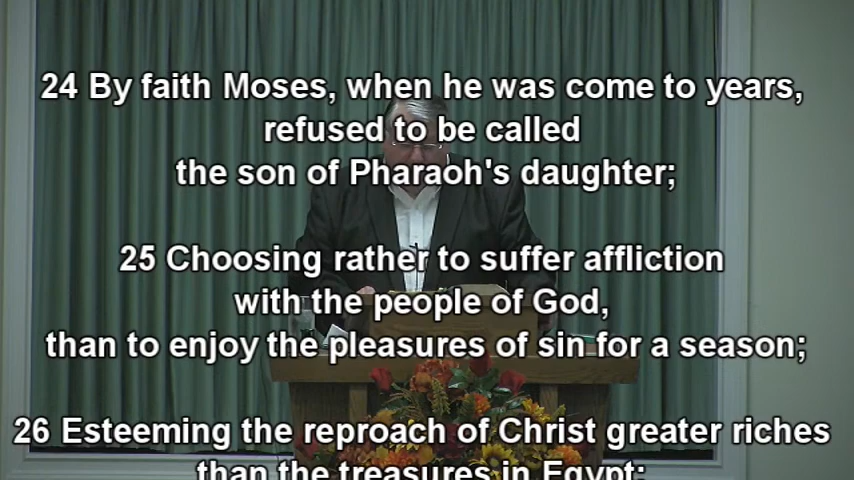 24 By faith Moses, when he was come to years,
refused to be called
the son of Pharaoh's daughter;
25 Choosing rather to suffer affliction
with the people of God,
than to enjoy the pleasures of sin for a season;
26 Esteeming the reproach of Christ greater riches
than the treasures in Egypt: